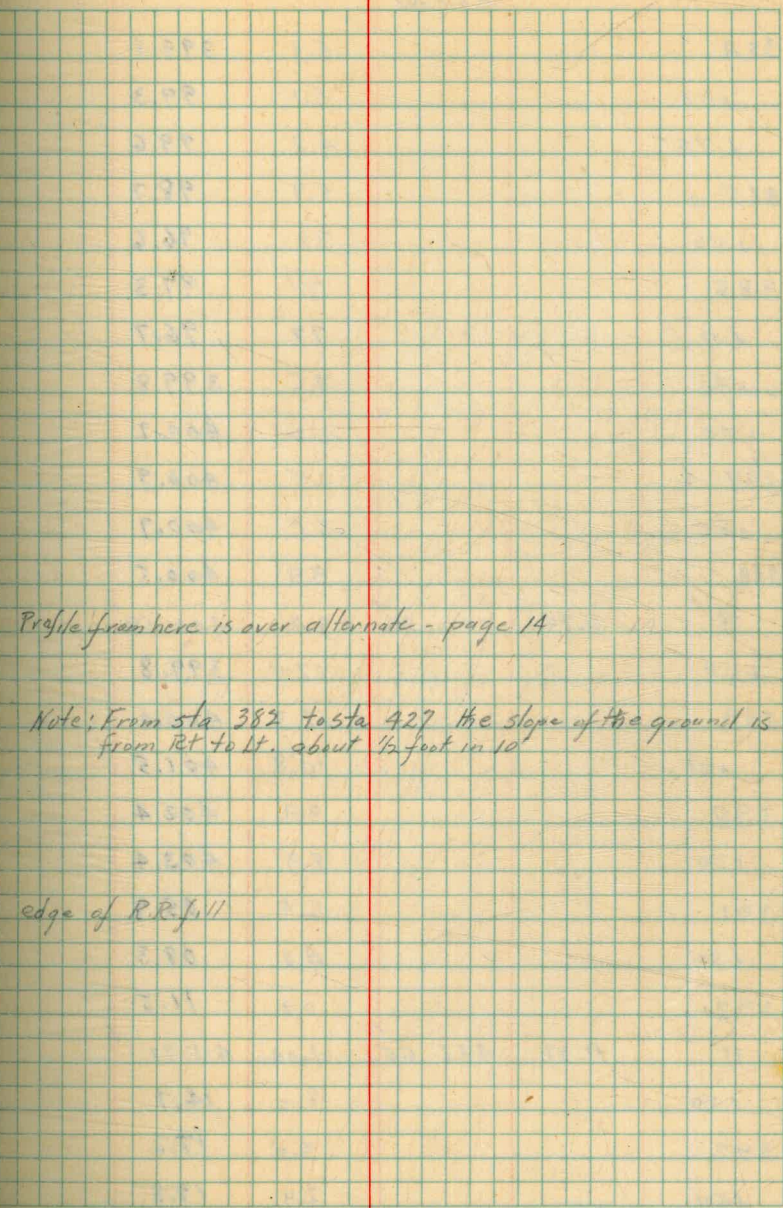 Profile from here is over alternate - page 14
Note: From sta 382 to sta 427 the slope of the ground is
from Rt to Lt. about 1/2 foot in 10'
edge of R.R. fill